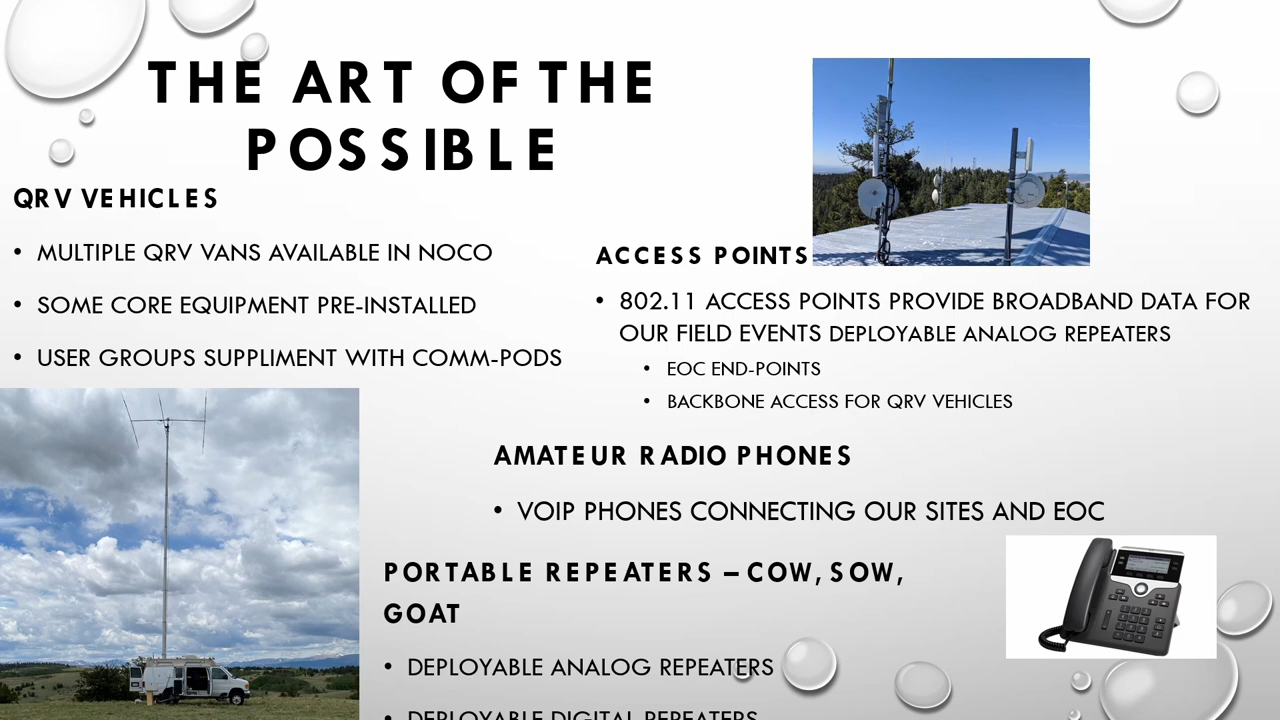 THE ART OF THE
POSSIBLE
QRV VEHICLES
• MULTIPLE QRV VANS AVAILABLE IN NOCO
• SOME CORE EQUIPMENT PRE-INSTALLED
• USER GROUPS SUPPLIMENT WITH COMM-PODS
ACCESS POINTS
• 802.11 ACCESS POINTS PROVIDE BROADBAND DATA FOR
OUR FIELD EVENTS DEPLOYABLE ANALOG REPEATERS
• EOC END-POINTS
• BACKBONE ACCESS FOR QRV VEHICLES
AMATEUR RADIO PHONES
• VOIP PHONES CONNECTING OUR SITES AND EOC
PORTABLE REPEATERS – COW, SOW,
GOAT
• DEPLOYABLE ANALOG REPEATERS
• DEPLOYABLE DIGITAL REPEATERS